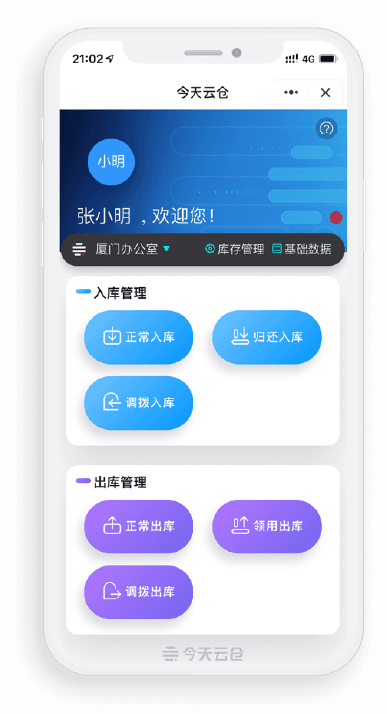 21:02 4G
今天云仓
小明
张小明 ,欢迎您!
厦门办公室 库存管理 基础数据
入库管理
正常入库 归还入库
调拨入库
出库管理
正常出库 领用出库
调拨出库
今天云仓